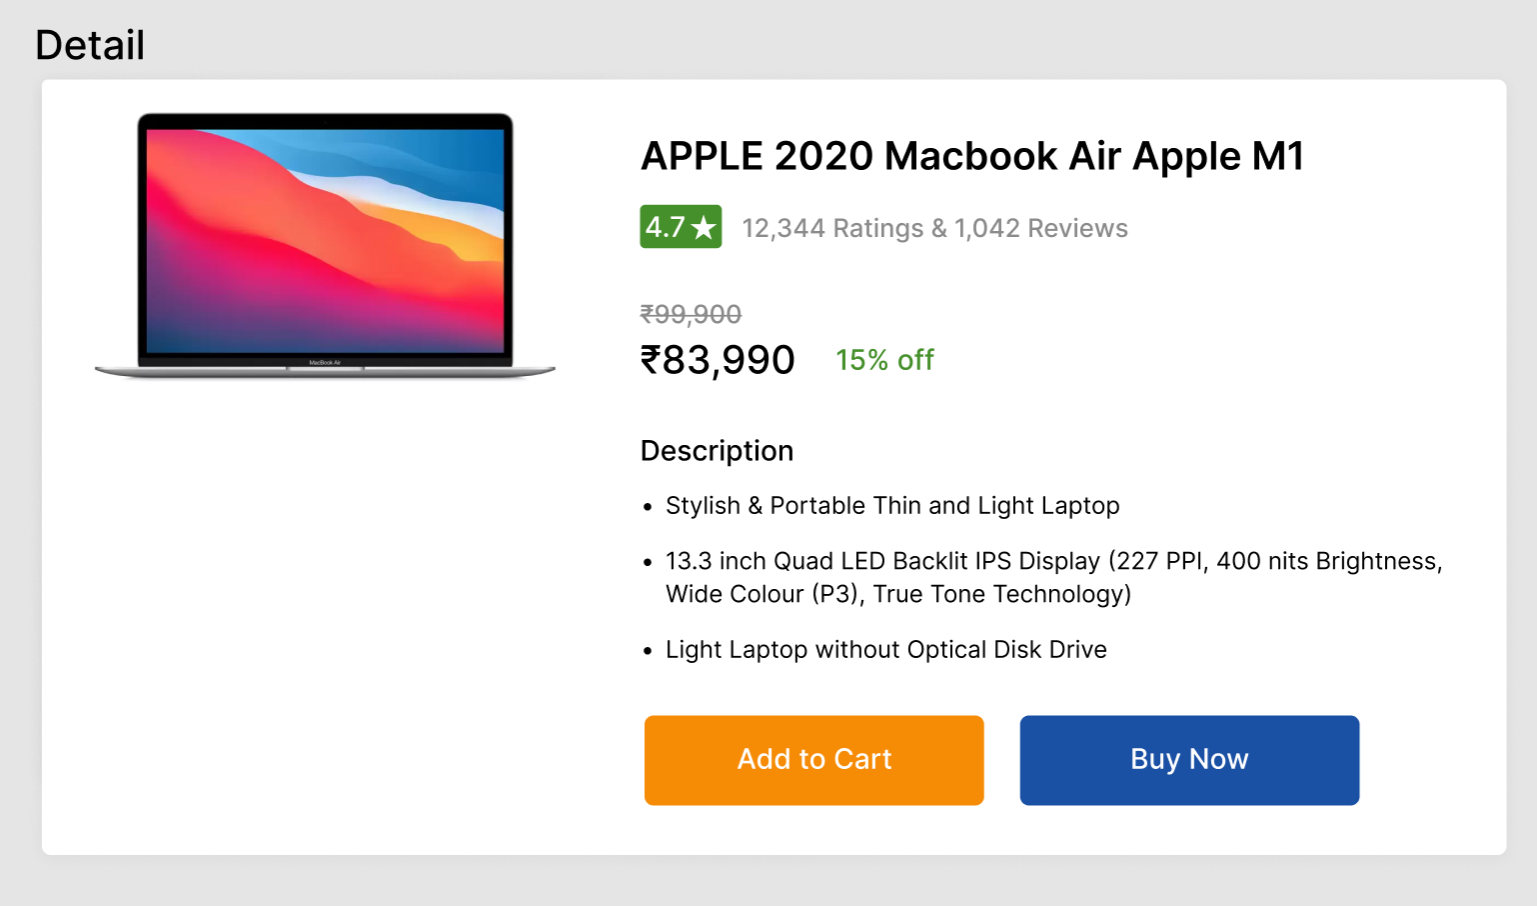 Detail
MacBook Air
APPLE 2020 Macbook Air Apple M1
4.7★ 12,344 Ratings & 1,042 Reviews
₹99,900
₹83,990 15% off
Description
• Stylish & Portable Thin and Light Laptop
• 13.3 inch Quad LED Backlit IPS Display (227 PPI, 400 nits Brightness,
Wide Colour (P3), True Tone Technology)
• Light Laptop without Optical Disk Drive
Add to Cart Buy Now